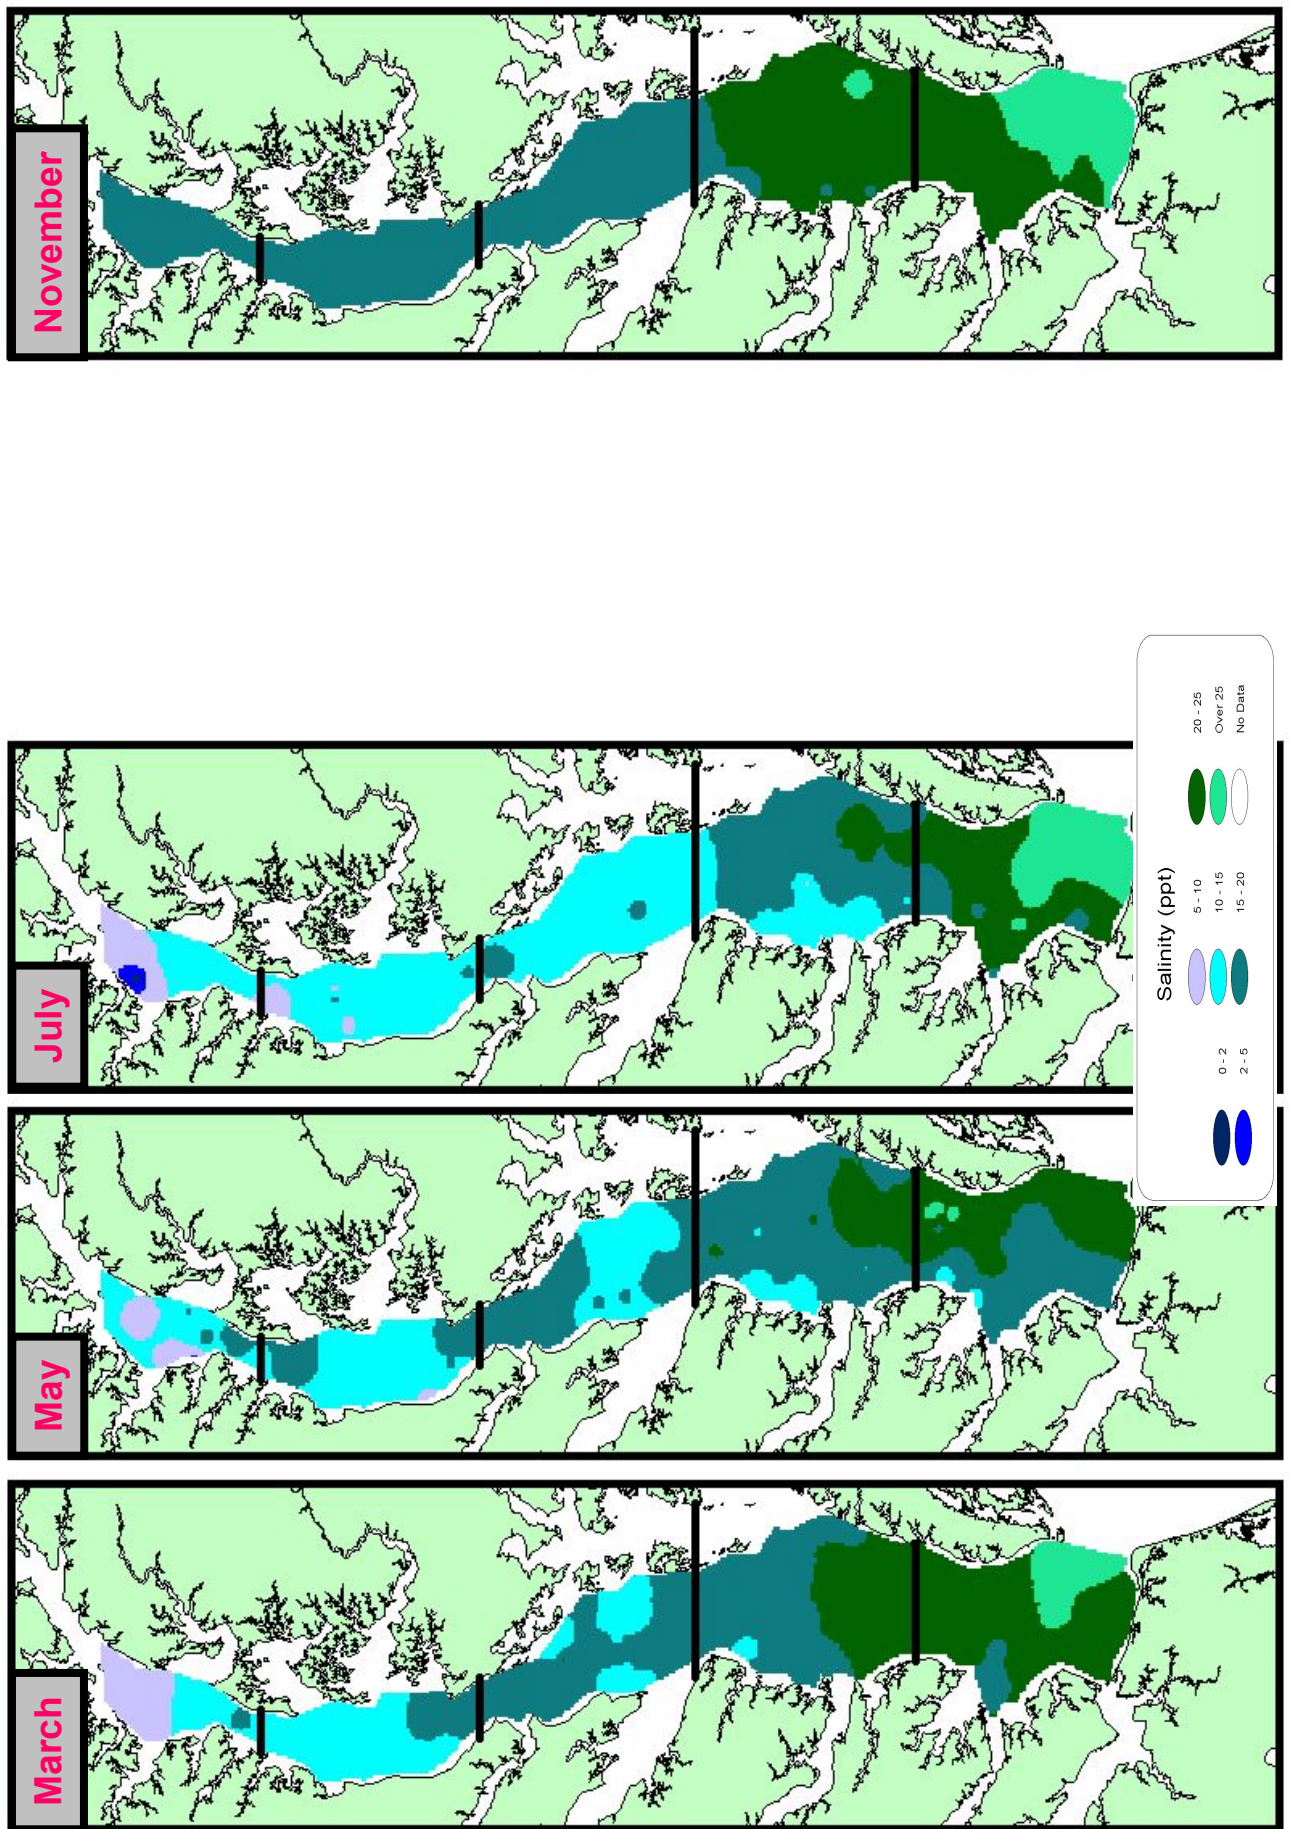 March
May
July
November
Salinity (ppt)
0 - 2
2 - 5
5 - 10
10 - 15
15 - 20
20 - 25
Over 25
No Data